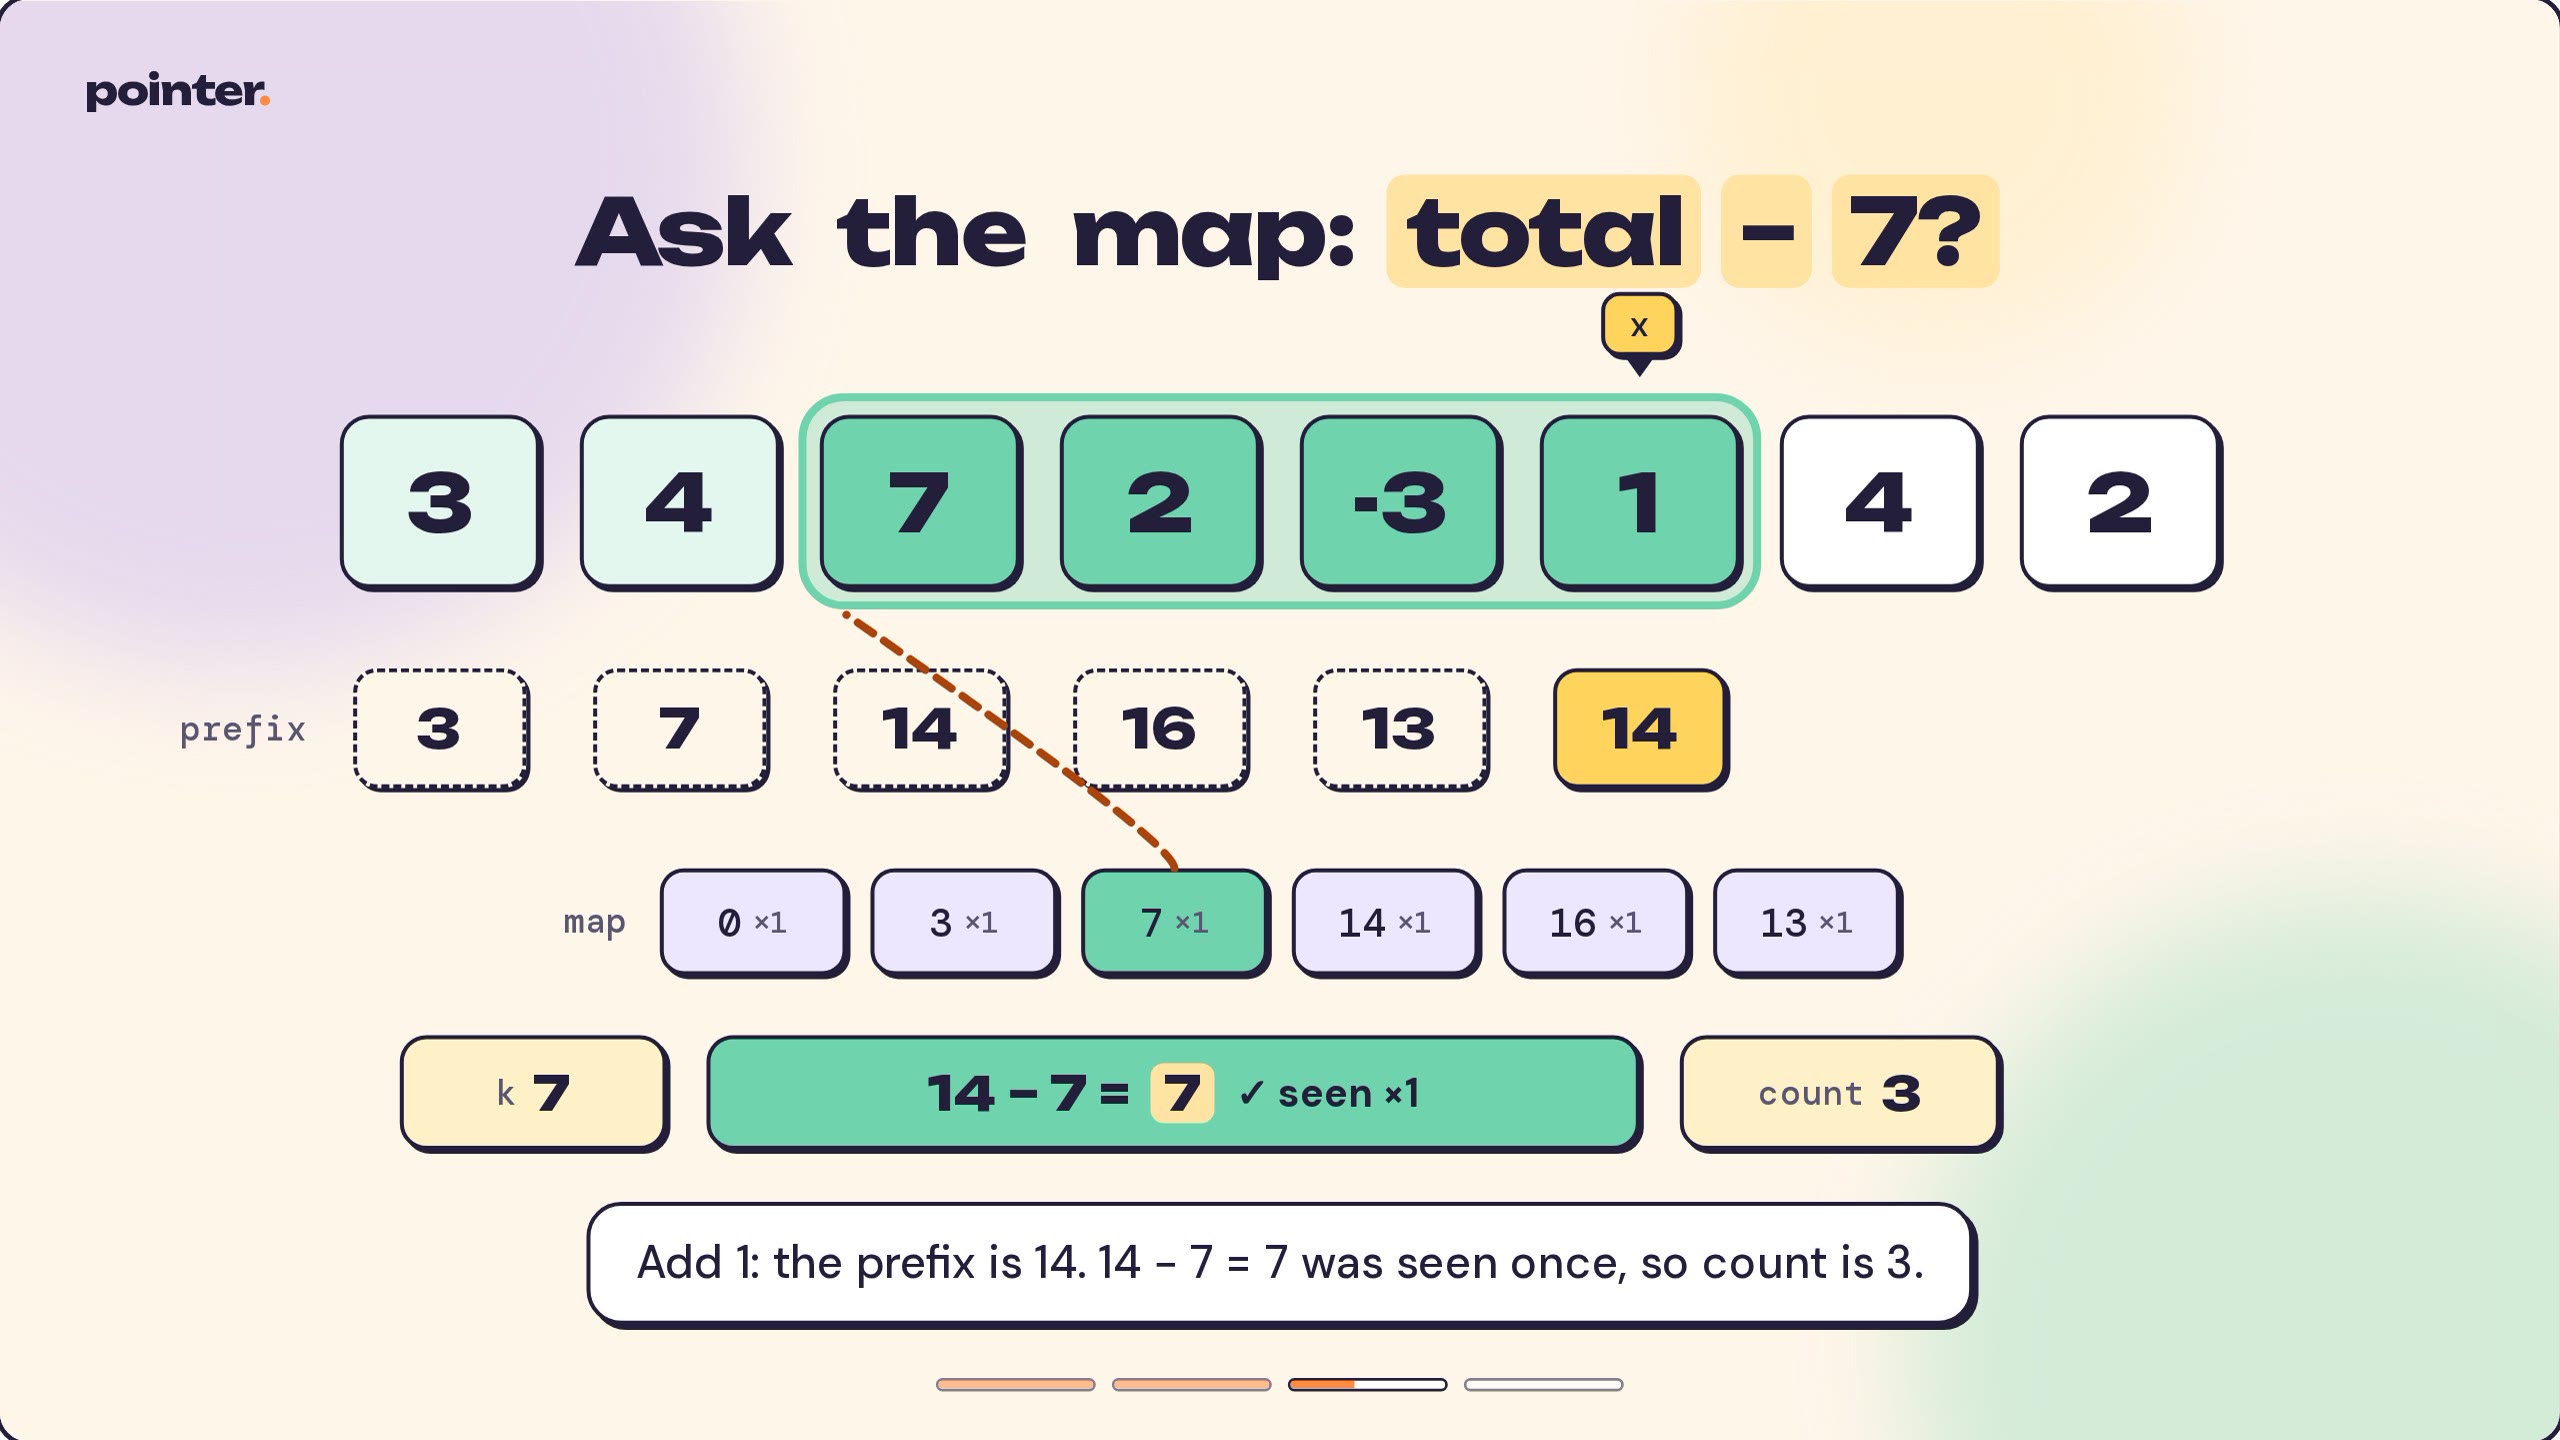 pointer.
Ask the map: total – 7?
x
3 4 7 2 -3 1 4 2
prefix 3 7 14 16 13 14
map 0 ×1 3 ×1 7 ×1 14 ×1 16 ×1 13 ×1
k 7 14 – 7 = 7 ✓ seen ×1 count 3
Add 1: the prefix is 14. 14 – 7 = 7 was seen once, so count is 3.